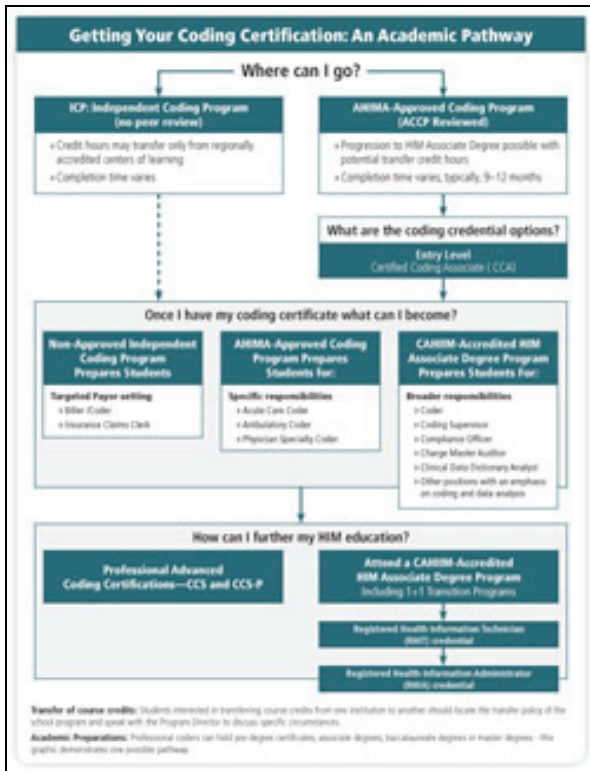 Getting Your Coding Certification: An Academic Pathway
Where can I go?
ICP: Independent Coding Program
(no peer review)
» Credit hours may transfer only from regionally
accredited centers of learning
» Completion time varies
AHIMA-Approved Coding Program
(ACCP Reviewed)
» Progression to HIM Associate Degree possible with
potential transfer credit hours
» Completion time varies, typically, 9–12 months
What are the coding credential options?
Entry Level
Certified Coding Associate (CCA)
Once I have my coding certificate what can I become?
Non-Approved Independent
Coding Program
Prepares Students
Targeted Payor setting
» Biller /Coder
» Insurance Claims Clerk
AHIMA-Approved Coding
Program Prepares
Students for:
Specific responsibilities
» Acute Care Coder
» Ambulatory Coder
» Physician Specialty Coder
CAHIIM-Accredited HIM
Associate Degree Program
Prepares Students For:
Broader responsibilities
» Coder
» Coding Supervisor
» Compliance Officer
» Charge Master Auditor
» Clinical Data Dictionary Analyst
» Other positions with an emphasis
on coding and data analysis
How can I further my HIM education?
Professional Advanced
Coding Certifications—CCS and CCS-P
Attend a CAHIIM-Accredited
HIM Associate Degree Program
Including 1+1 Transition Programs
Registered Health Information Technician
(RHIT) credential
Registered Health Information Administrator
(RHIA) credential
Transfer of course credits: Students interested in transferring course credits from one institution to another should locate the transfer policy of the
school program and speak with the Program Director to discuss specific circumstances.
Academic Preparations: Professional coders can hold pre-degree certificates, associate degrees, baccalaureate degrees or master degrees - this
graphic demonstrates one possible pathway.